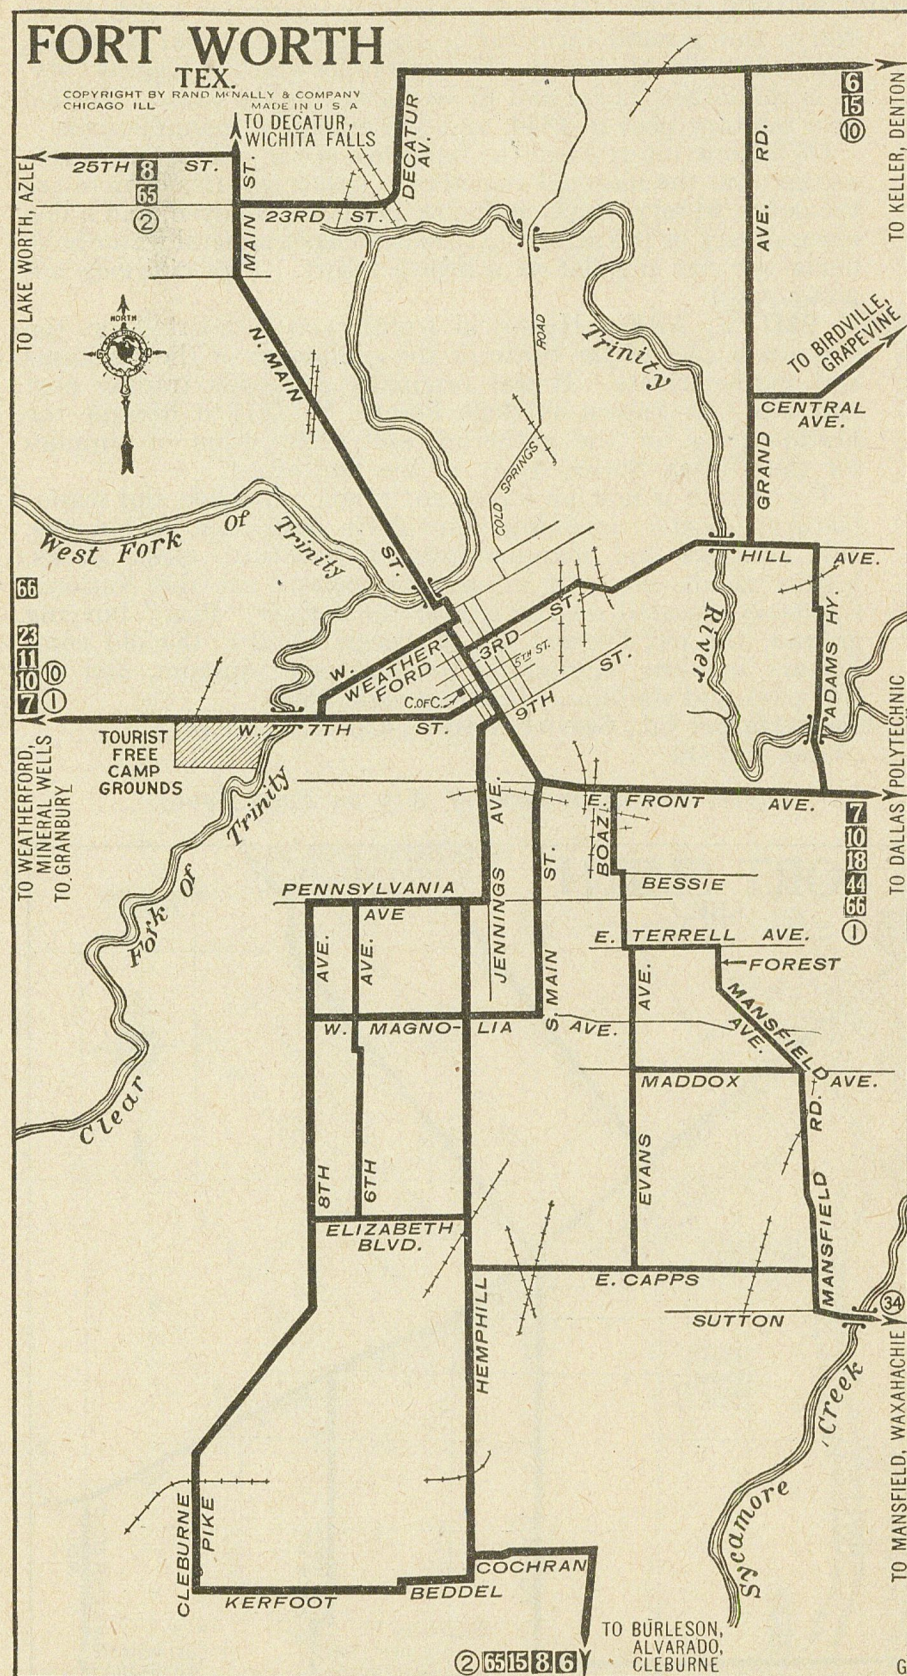 FORT WORTH
TEX.
COPYRIGHT BY RAND McNALLY & COMPANY
CHICAGO ILL MADE IN U S A
TO DECATUR,
WICHITA FALLS
DECATUR
AV.
6
15
10
TO KELLER, DENTON
25TH ST.
8
65
2
TO LAKE WORTH, AZLE
MAIN ST.
23RD ST.
NORTH
N. MAIN
ST.
ROAD
COLD SPRINGS
Trinity
River
GRAND AVE. RD.
TO BIRDVILLE,
GRAPEVINE
CENTRAL
AVE.
HILL AVE.
ADAMS HY.
West Fork Of Trinity
66
23
11
10 10
7 1
W. WEATHER-
FORD
3RD ST.
5TH ST.
9TH ST.
C.OF C.
W. 7TH ST.
TOURIST
FREE
CAMP
GROUNDS
TO WEATHERFORD,
MINERAL WELLS
TO GRANBURY
Clear Fork Of Trinity
E. FRONT AVE.
TO DALLAS POLYTECHNIC
7
10
18
44
66
1
BOAZ
BESSIE
JENNINGS AVE.
S. MAIN ST.
PENNSYLVANIA
AVE
E. TERRELL AVE.
FOREST
MANSFIELD
AVE.
8TH AVE.
6TH AVE.
W. MAGNO-LIA AVE.
MADDOX AVE.
EVANS AVE.
MANSFIELD RD.
ELIZABETH
BLVD.
E. CAPPS
SUTTON
34
HEMPHILL
TO MANSFIELD, WAXAHACHIE
Sycamore Creek
CLEBURNE
PIKE
KERFOOT
BEDDEL
COCHRAN
TO BURLESON,
ALVARADO,
CLEBURNE
2 65 15 8 6
G